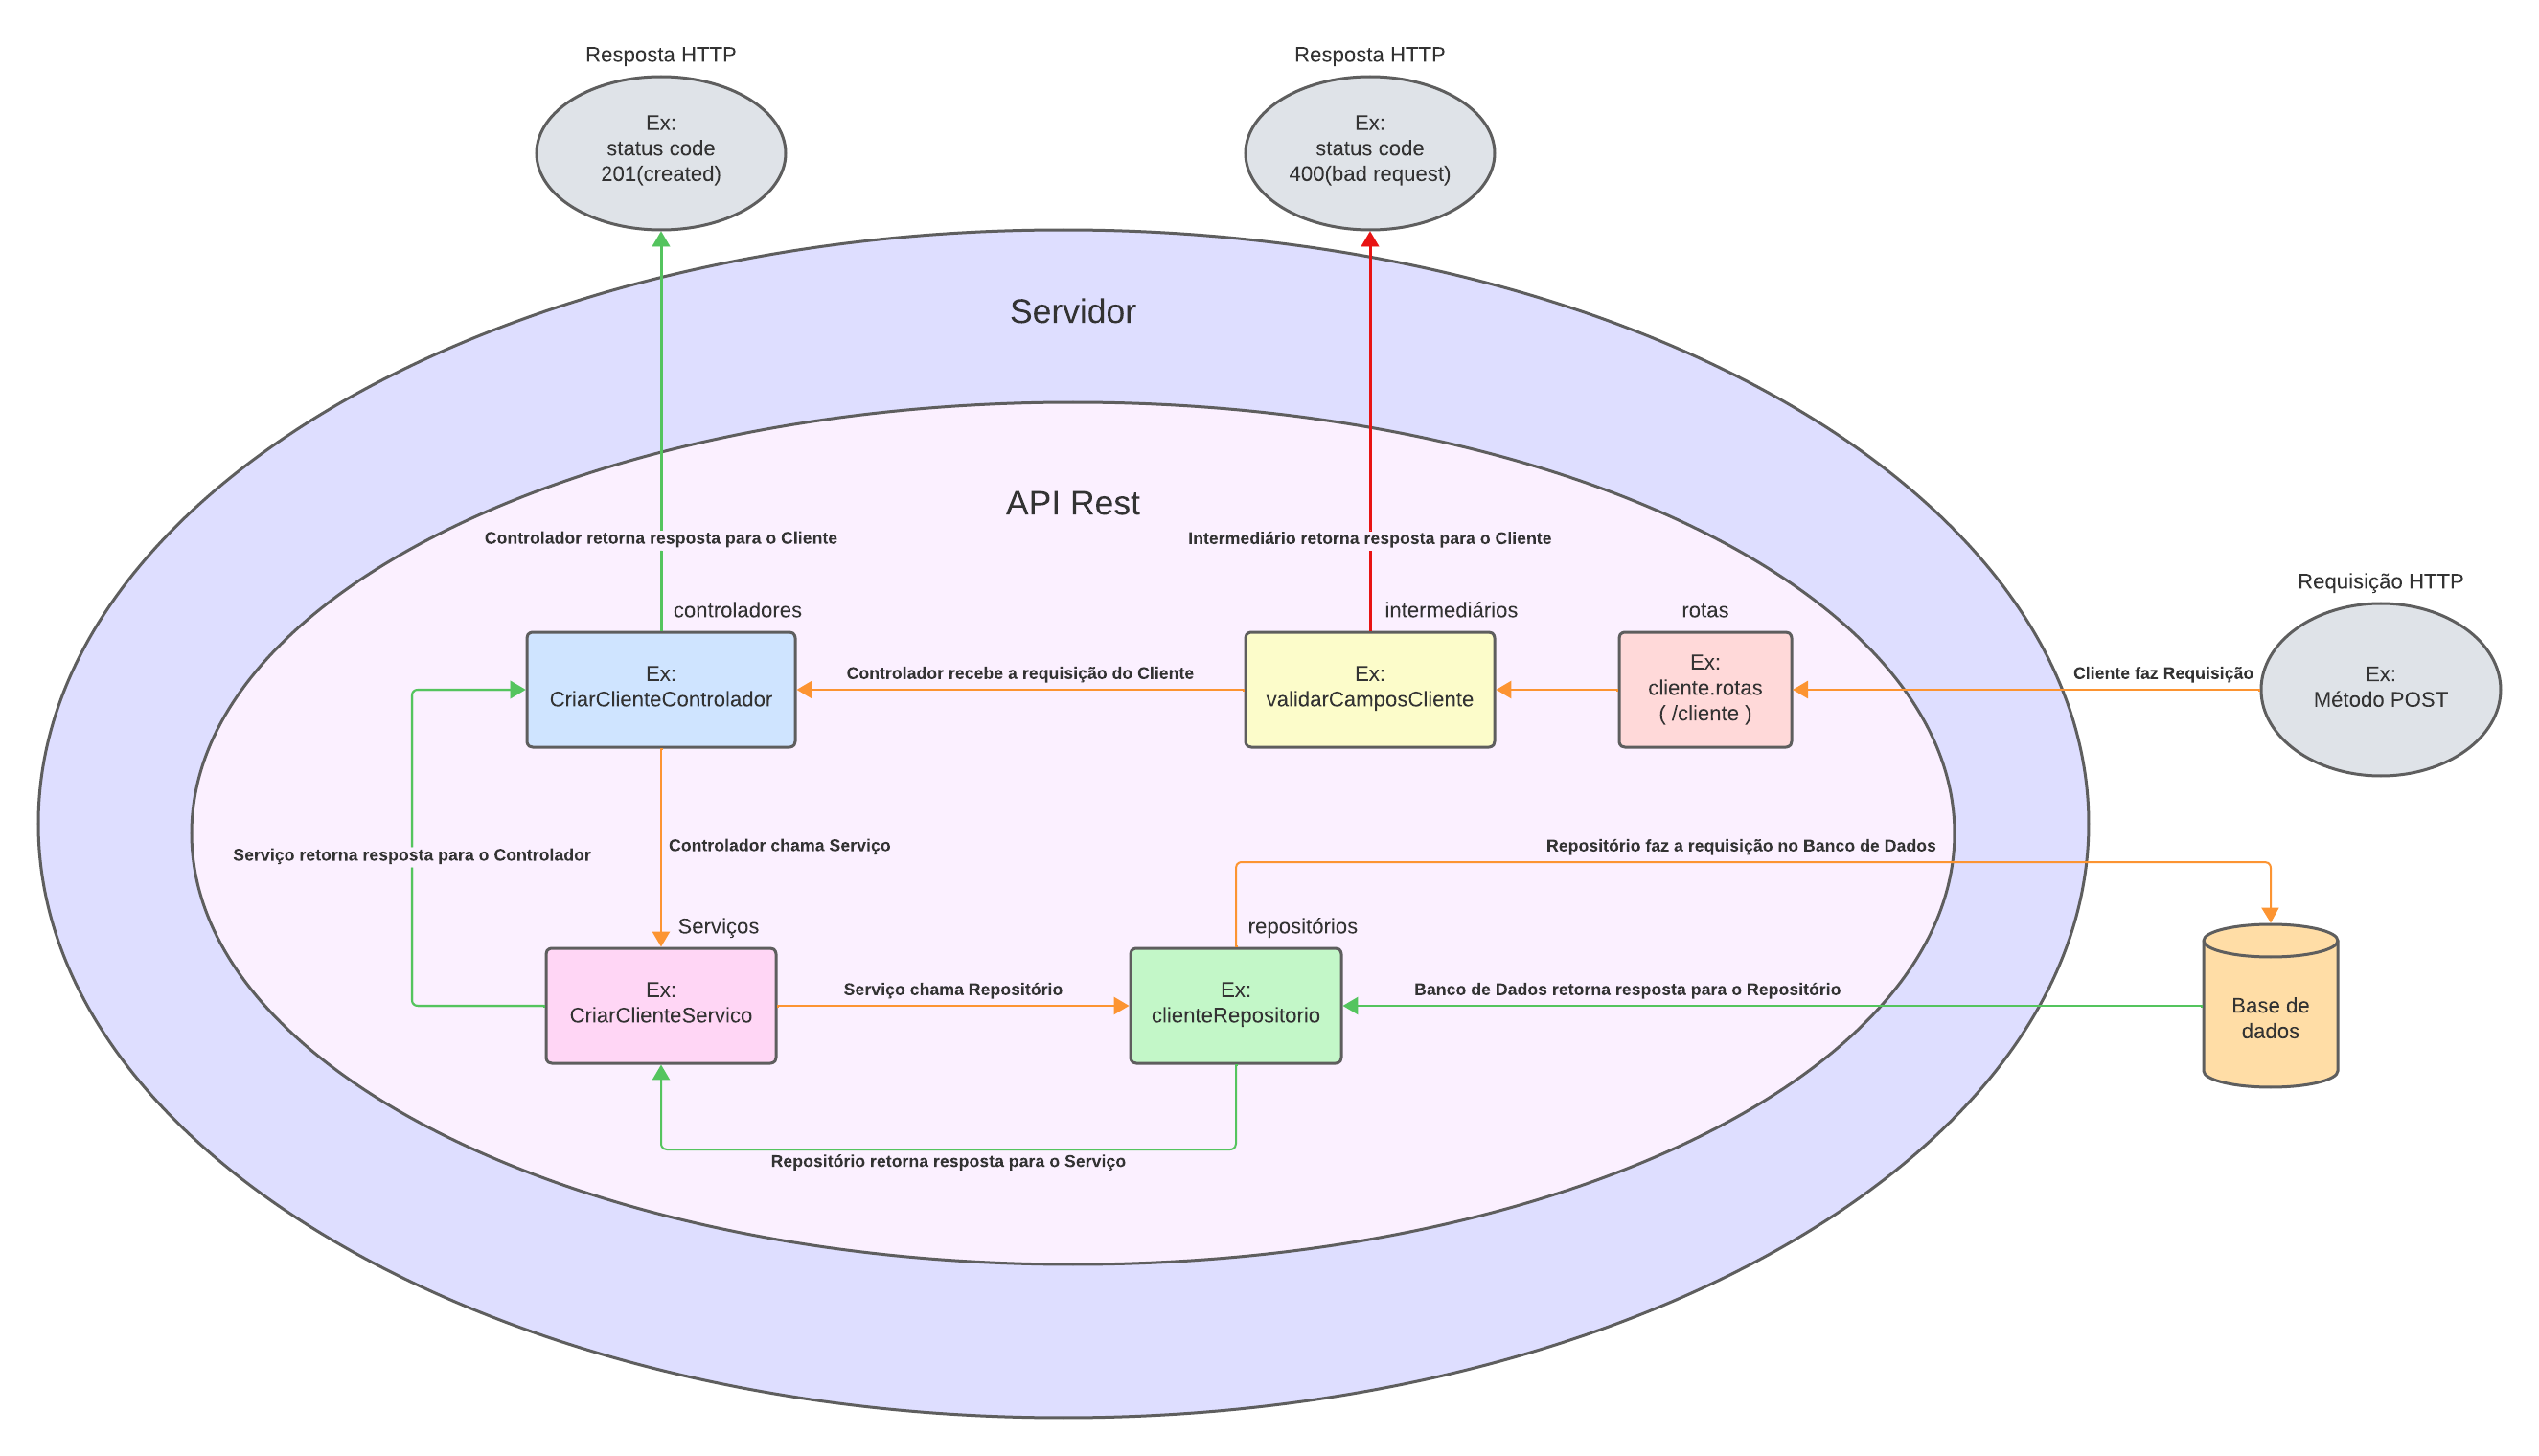 Resposta HTTP
Ex:
status code
201(created)
Resposta HTTP
Ex:
status code
400(bad request)
Servidor
API Rest
Controlador retorna resposta para o Cliente
Intermediário retorna resposta para o Cliente
Requisição HTTP
controladores
intermediários
rotas
Ex:
CriarClienteControlador
Controlador recebe a requisição do Cliente
Ex:
validarCamposCliente
Ex:
cliente.rotas
( /cliente )
Cliente faz Requisição
Ex:
Método POST
Serviço retorna resposta para o Controlador
Controlador chama Serviço
Repositório faz a requisição no Banco de Dados
Serviços
repositórios
Ex:
CriarClienteServico
Serviço chama Repositório
Ex:
clienteRepositorio
Banco de Dados retorna resposta para o Repositório
Base de
dados
Repositório retorna resposta para o Serviço